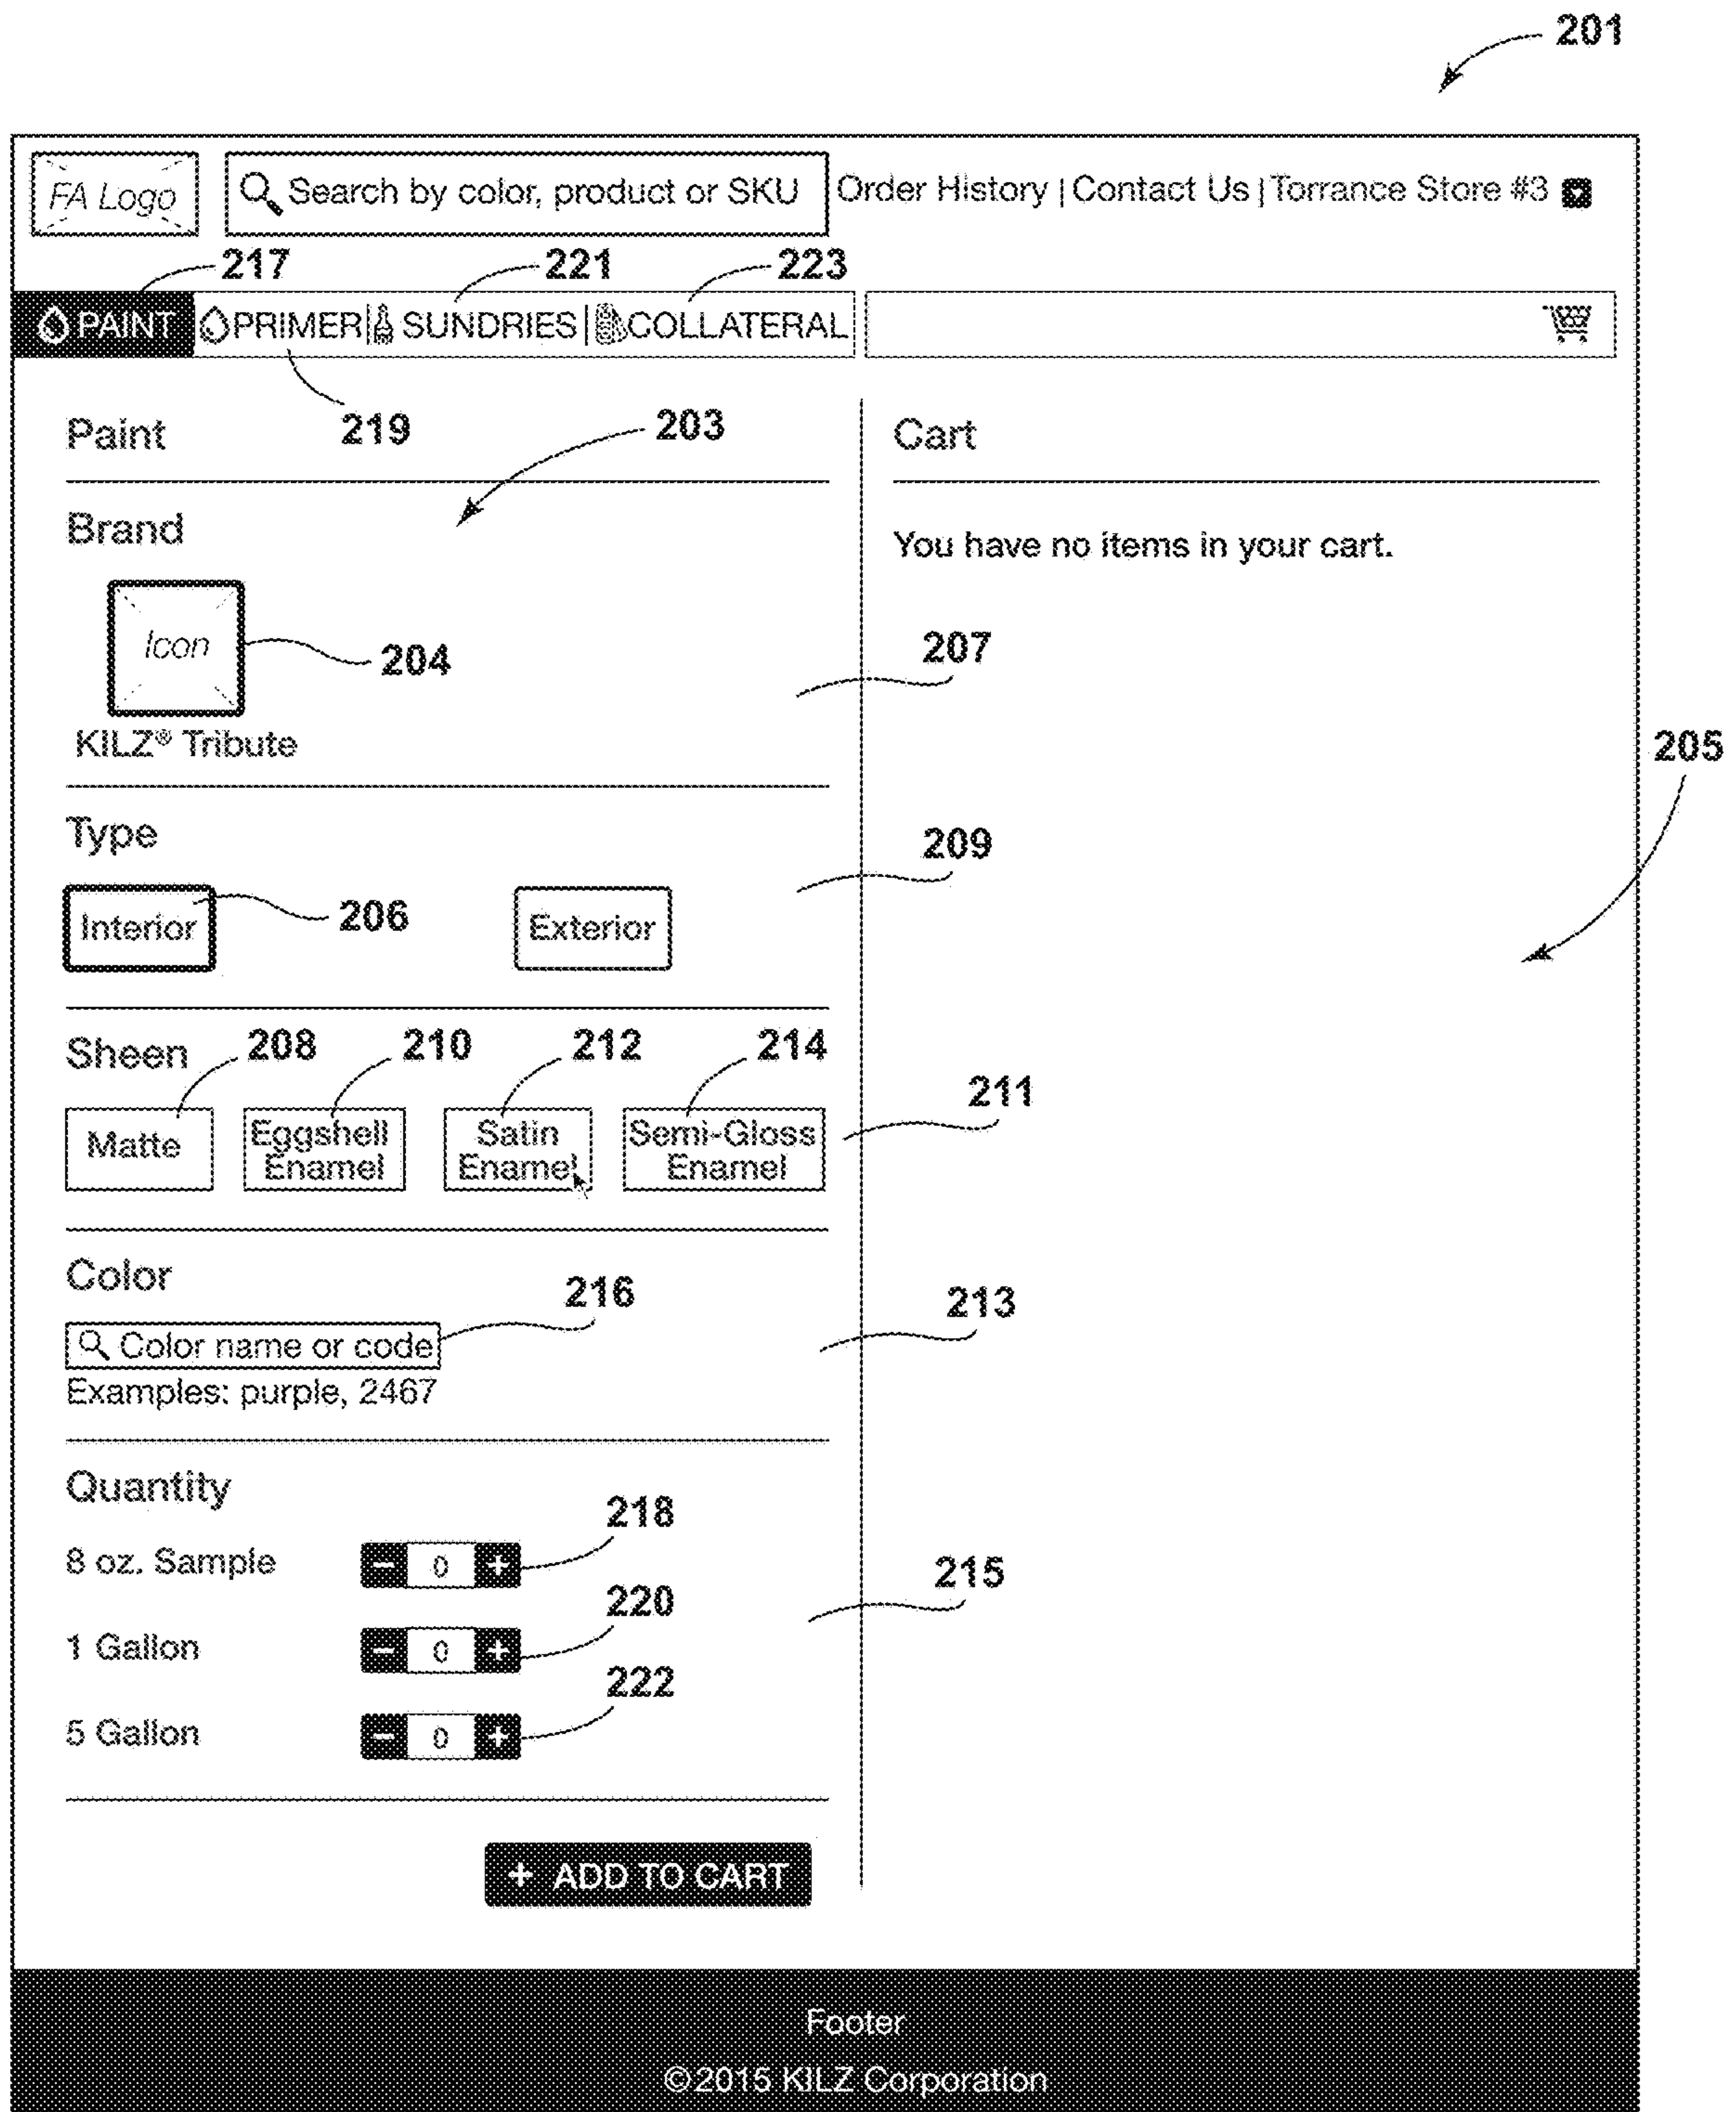 201
FA Logo
Search by color, product or SKU
Order History | Contact Us | Torrance Store #3
217 221 223
PAINT PRIMER | SUNDRIES | COLLATERAL
219 203
Paint
Cart
Brand
You have no items in your cart.
Icon
204
207
KILZ® Tribute
205
Type
209
Interior
206
Exterior
Sheen
208 210 212 214
211
Matte
Eggshell
Enamel
Satin
Enamel
Semi-Gloss
Enamel
Color
216
213
Color name or code
Examples: purple, 2467
Quantity
218
8 oz. Sample - 0 +
215
220
1 Gallon - 0 +
222
5 Gallon - 0 +
+ ADD TO CART
Footer
©2015 KILZ Corporation